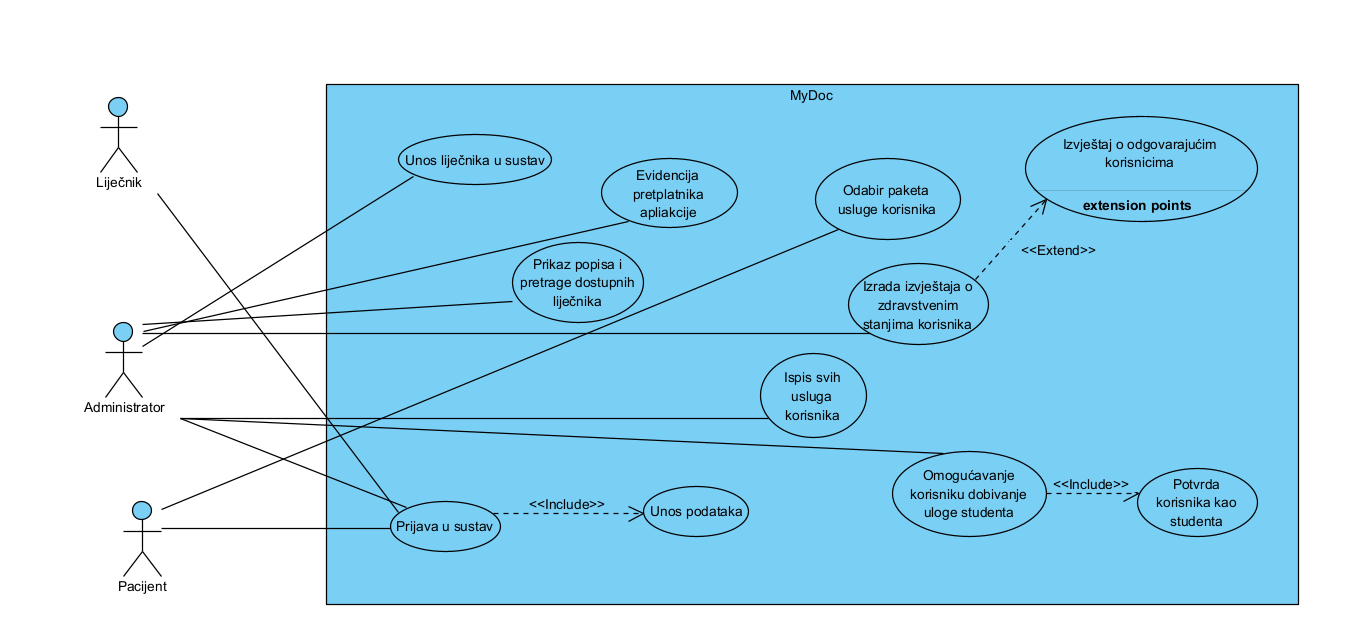 MyDoc
Liječnik
Unos liječnika u sustav
Evidencija
pretplatnika
apliakcije
Odabir paketa
usluge korisnika
Izvještaj o odgovarajućim
korisnicima
extension points
<<Extend>>
Prikaz popisa i
pretrage dostupnih
liječnika
Izrada izvještaja o
zdravstvenim
stanjima korisnika
Administrator
Ispis svih
usluga
korisnika
Omogućavanje
korisniku dobivanje
uloge studenta
<<Include>>
Potvrda
korisnika kao
studenta
Pacijent
Prijava u sustav
<<Include>>
Unos podataka